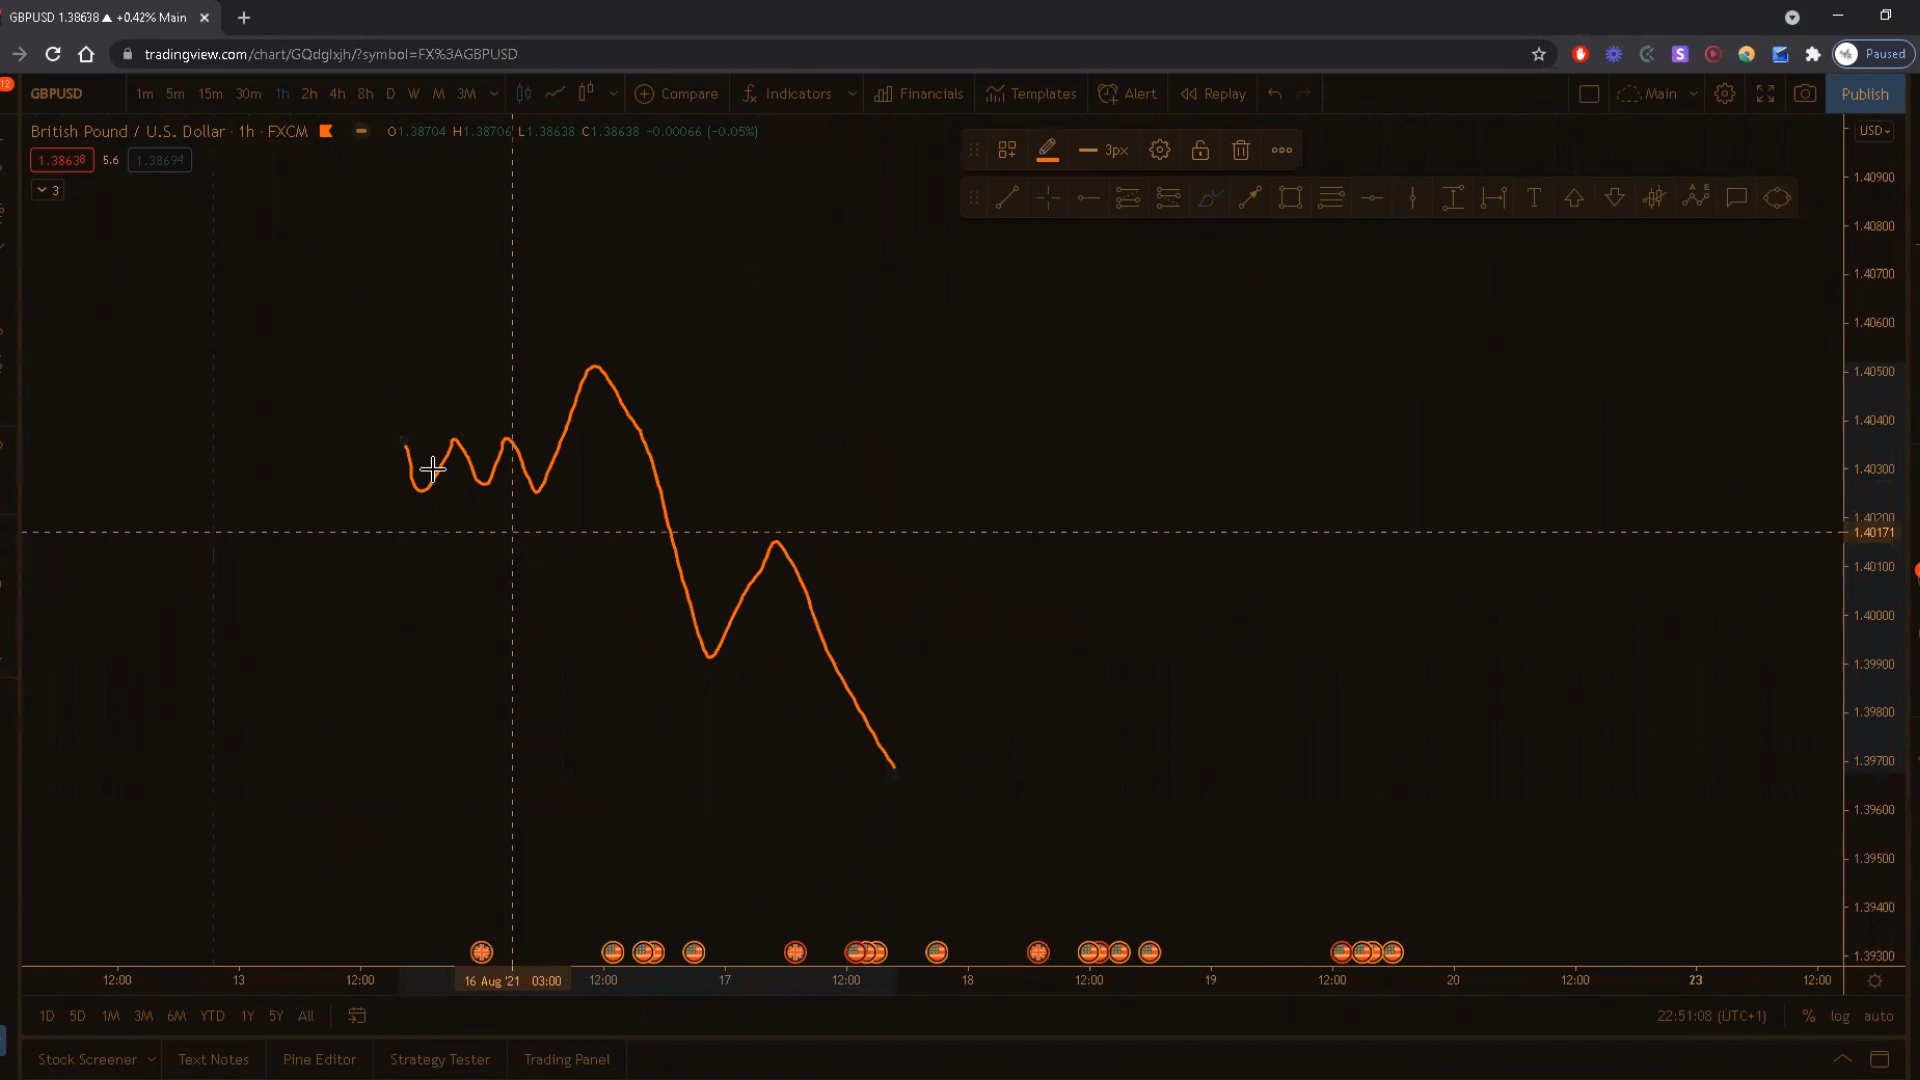 GBPUSD 1.38638 ▲ +0.42% Main
tradingview.com/chart/GQdglxjh/?symbol=FX%3AGBPUSD
Paused
12
GBPUSD 1m 5m 15m 30m 1h 2h 4h 8h D W M 3M Compare Indicators Financials Templates Alert Replay Main Publish
British Pound / U.S. Dollar · 1h · FXCM O1.38704 H1.38706 L1.38638 C1.38638 -0.00066 (-0.05%)
USD
3px
1.38638 5.6 1.38694
3
T
1.40900
1.40800
1.40700
1.40600
1.40500
1.40400
1.40300
1.40200
1.40171
1.40100
1.40000
1.39900
1.39800
1.39700
1.39600
1.39500
1.39400
1.39300
12:00 13 12:00 16 Aug '21 03:00 12:00 17 12:00 18 12:00 19 12:00 20 12:00 23 12:00
1D 5D 1M 3M 6M YTD 1Y 5Y All 22:51:08 (UTC+1) % log auto
Stock Screener Text Notes Pine Editor Strategy Tester Trading Panel